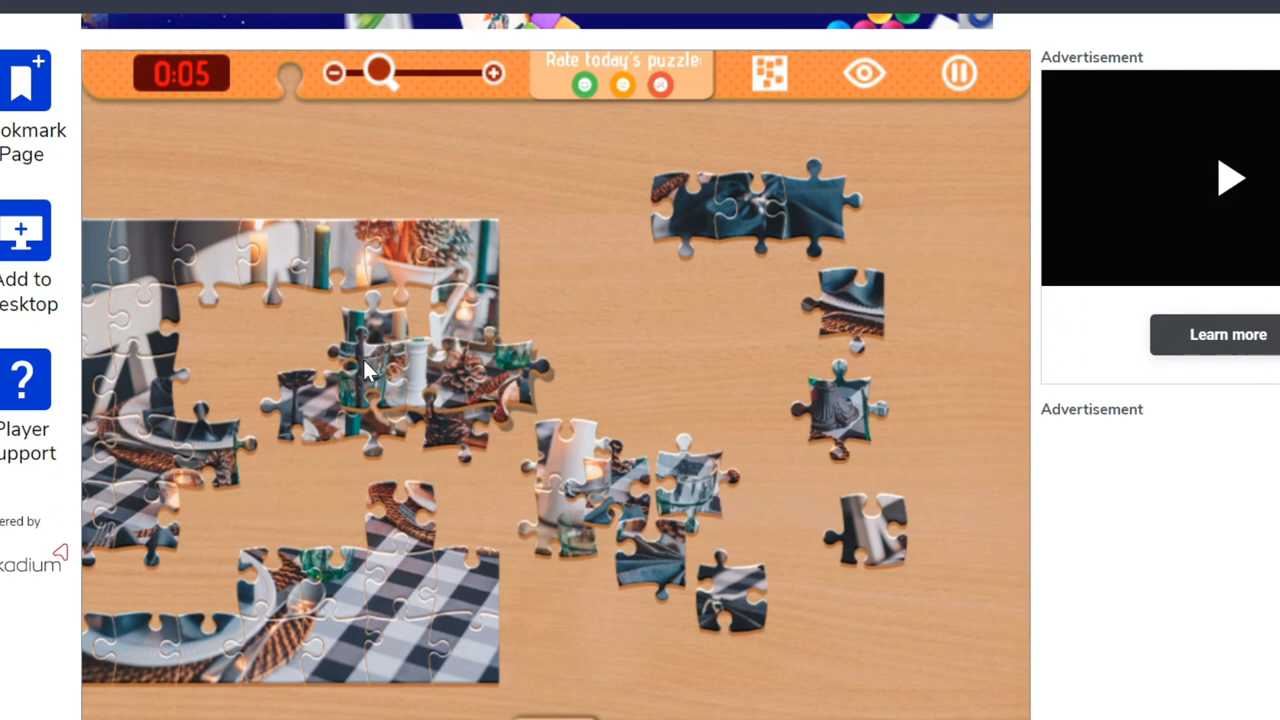 0:05
Rate today's puzzle:
Advertisement
okmark
Page
Add to
esktop
Player
upport
ered by
kadium
Learn more
Advertisement